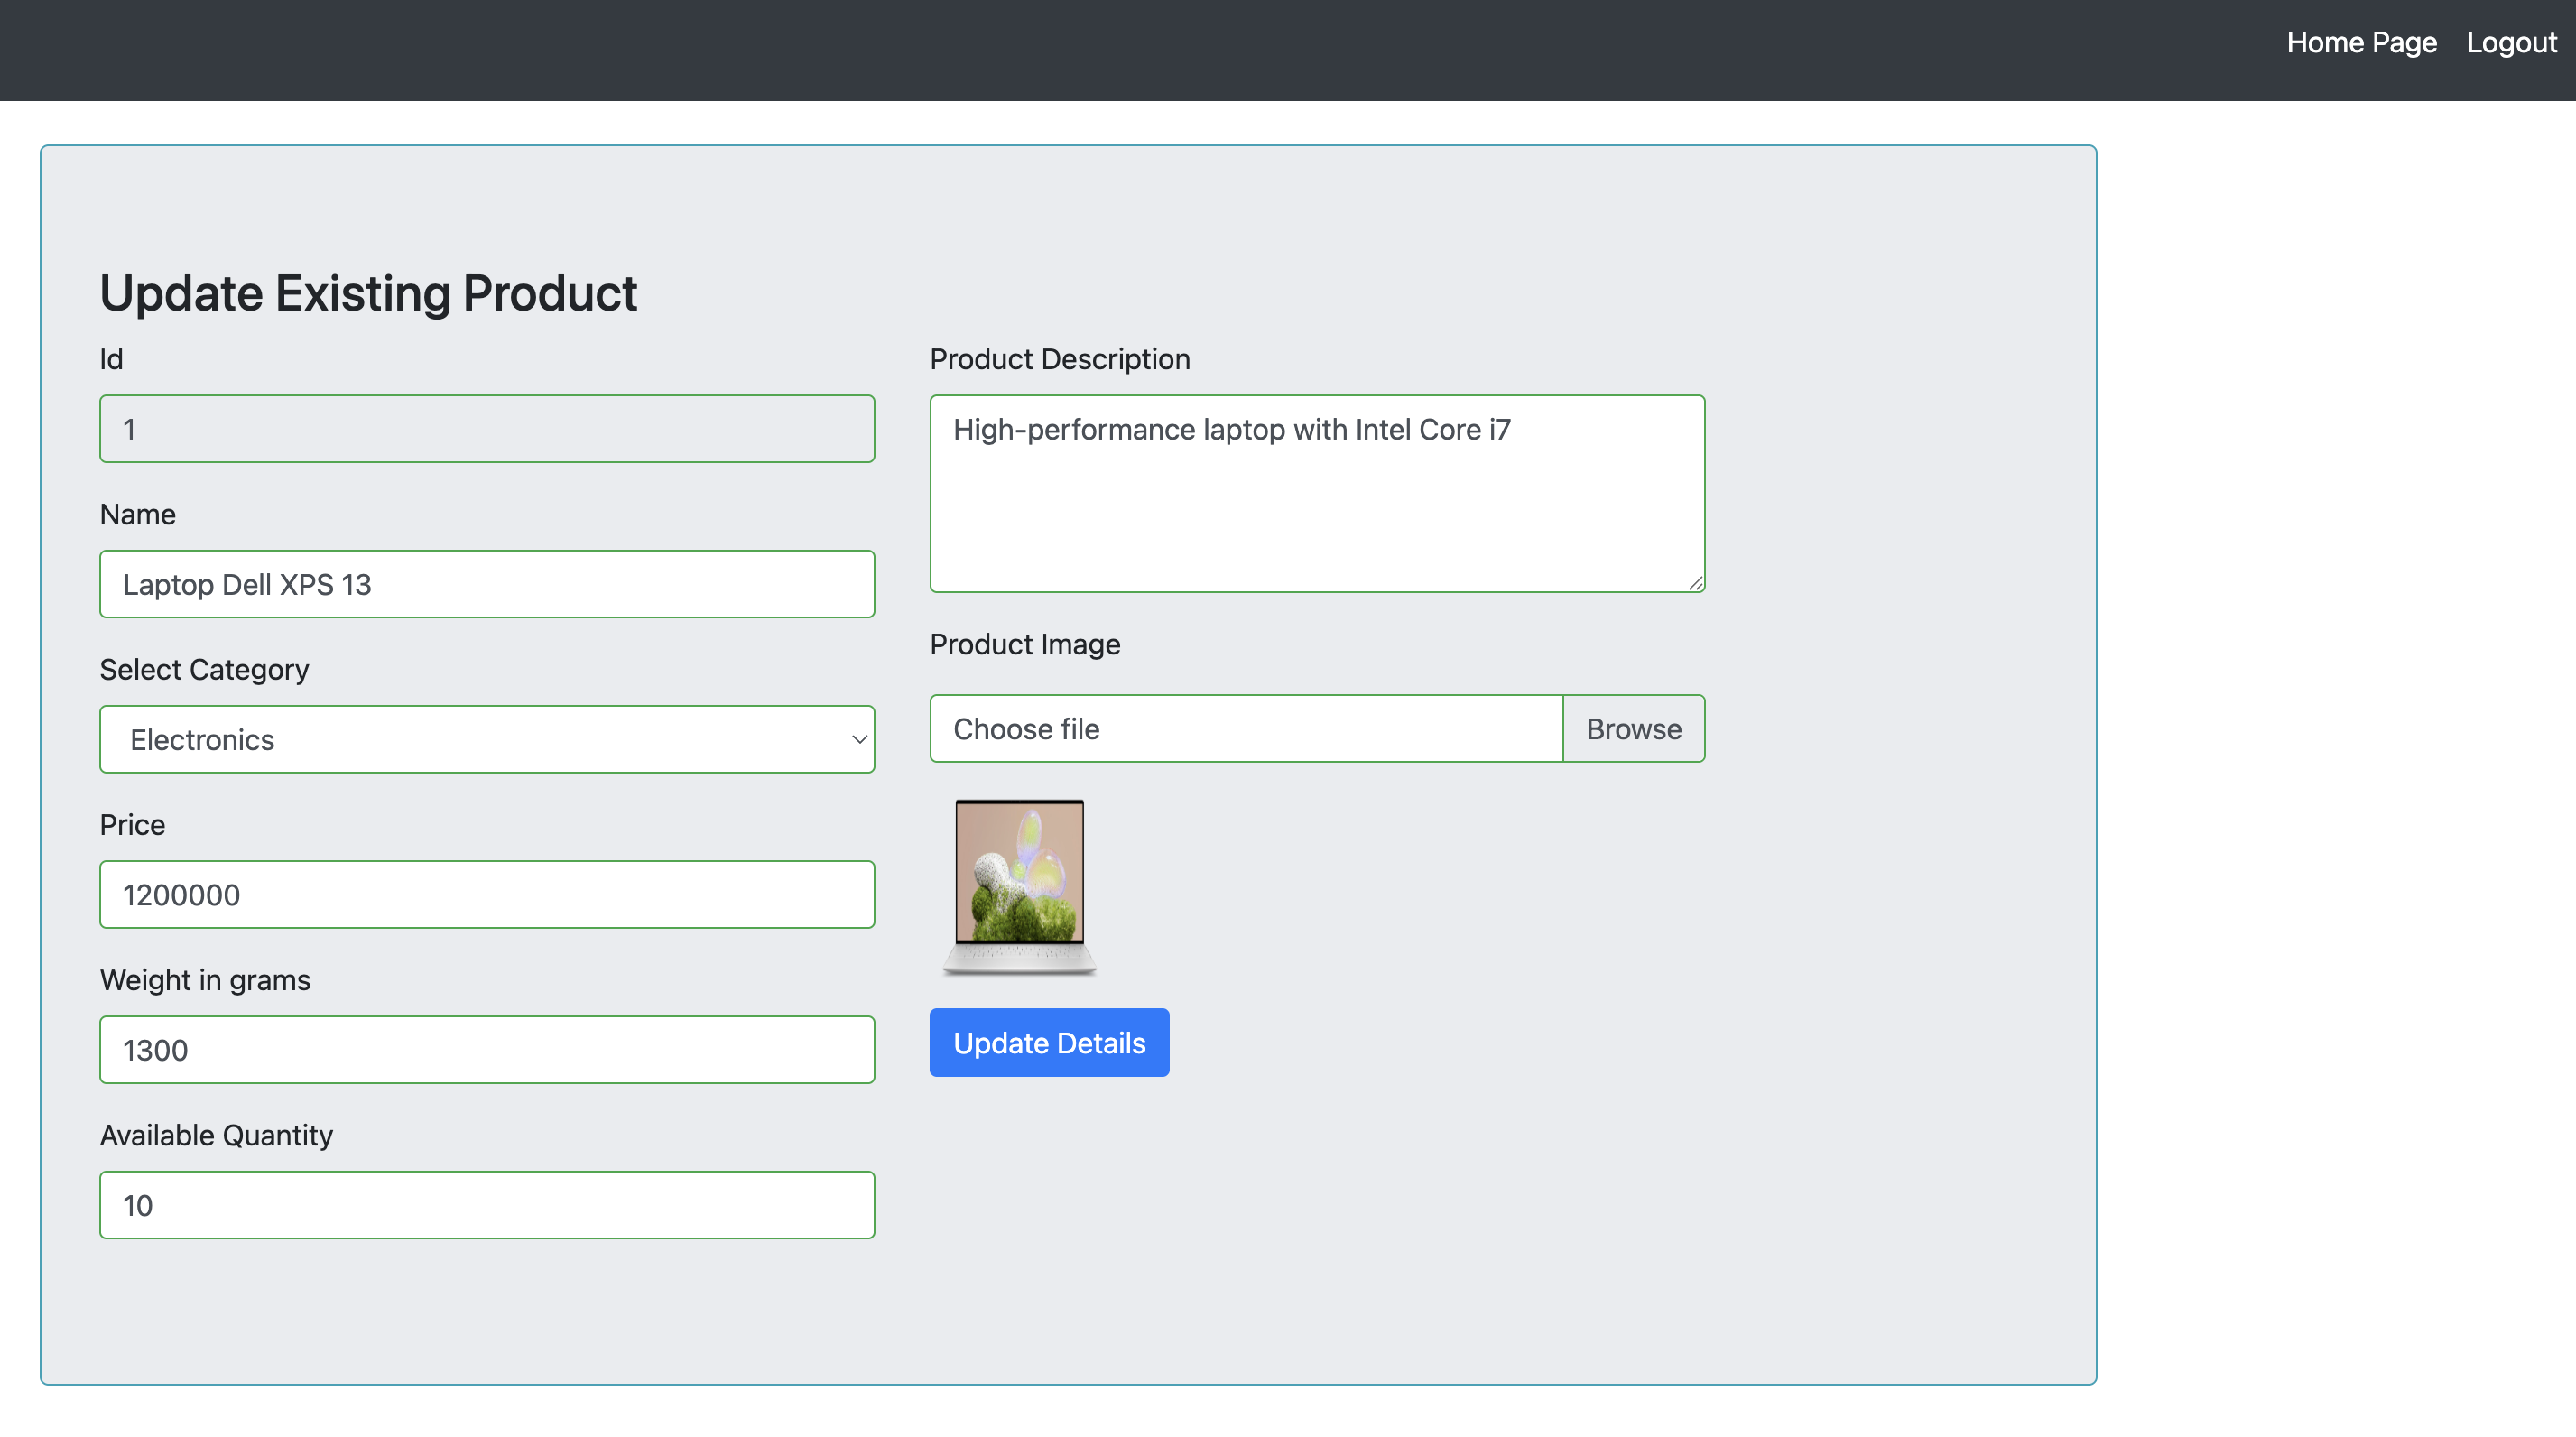 Home Page Logout
Update Existing Product
Id
1
Name
Laptop Dell XPS 13
Select Category
Electronics
Price
1200000
Weight in grams
1300
Available Quantity
10
Product Description
High-performance laptop with Intel Core i7
Product Image
Choose file Browse
Update Details